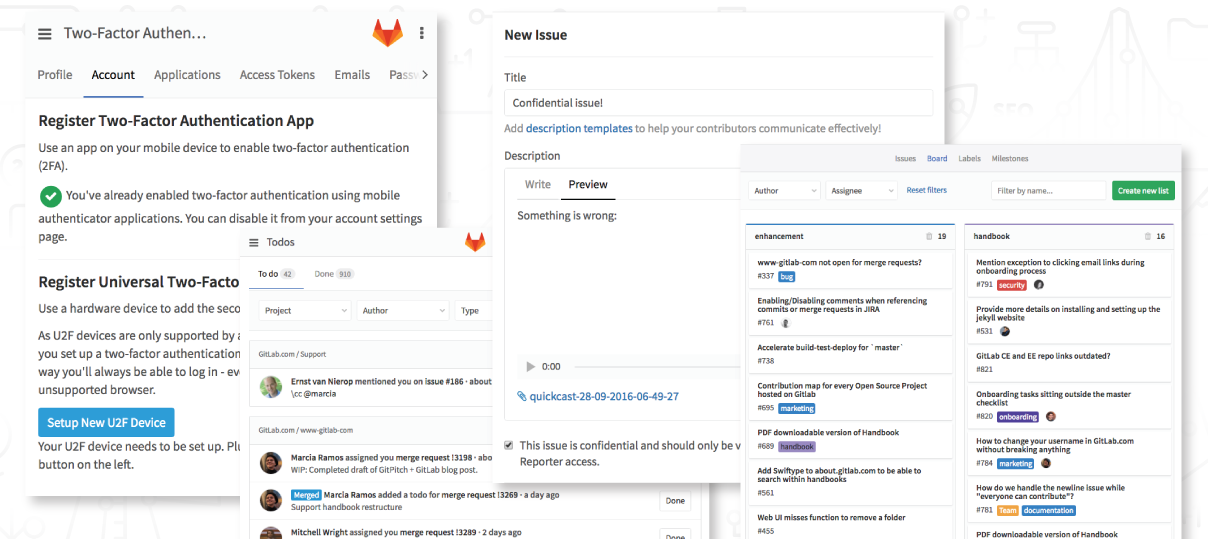 Two-Factor Authen…
Profile Account Applications Access Tokens Emails
Register Two-Factor Authentication App
Use an app on your mobile device to enable two-factor authentication
(2FA).
You've already enabled two-factor authentication using mobile
authenticator applications. You can disable it from your account settings
page.
Register Universal Two-Facto
Use a hardware device to add the seco
As U2F devices are only supported by
you set up a two-factor authentication
way you'll always be able to log in - ev
unsupported browser.
Setup New U2F Device
Your U2F device needs to be set up. Plu
button on the left.
Todos
To do 42 Done 910
Project Author Type
GitLab.com / Support
Ernst van Nierop mentioned you on issue #186 · about
\cc @marcia
GitLab.com / www-gitlab-com
Marcia Ramos assigned you merge request !3198 · abo
WiP: Completed draft of GitPitch + GitLab blog post.
Merged Marcia Ramos added a todo for merge request !3269 · a day ago
Support handbook restructure
Done
Mitchell Wright assigned you merge request !3289 · 2 days ago
Done
New Issue
Title
Confidential issue!
Add description templates to help your contributors communicate effectively!
Description
Write Preview
Something is wrong:
0:00
quickcast-28-09-2016-06-49-27
This issue is confidential and should only be v
Reporter access.
Issues Board Labels Milestones
Author Assignee Reset filters Filter by name... Create new list
enhancement 19
www-gitlab-com not open for merge requests?
#337 bug
Enabling/Disabling comments when referencing
commits or merge requests in JIRA
#761
Accelerate build-test-deploy for `master`
#738
Contribution map for every Open Source Project
hosted on Gitlab
#695 marketing
PDF downloadable version of Handbook
#689 handbook
Add Swiftype to about.gitlab.com to be able to
search within handbooks
#561
Web UI misses function to remove a folder
#455
handbook 16
Mention exception to clicking email links during
onboarding process
#791 security
Provide more details on installing and setting up the
jekyll website
#531
GitLab CE and EE repo links outdated?
#821
Onboarding tasks sitting outside the master
checklist
#820 onboarding
How to change your username in GitLab.com
without breaking anything
#784 marketing
How do we handle the newline issue while
"everyone can contribute"?
#781 Team documentation
PDF downloadable version of Handbook